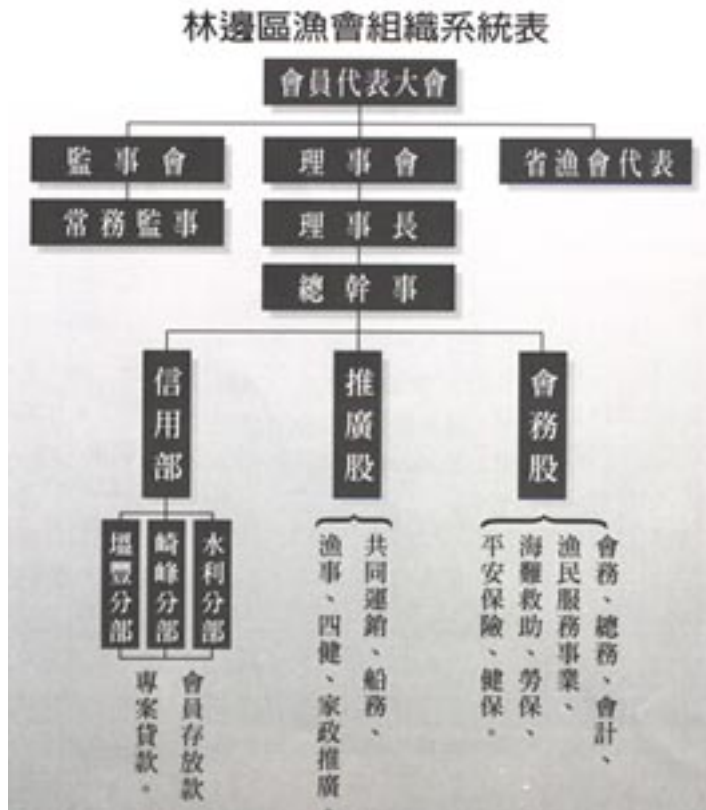 林邊區漁會組織系統表
會員代表大會
監事會
理事會
省漁會代表
常務監事
理事長
總幹事
會務股
推廣股
信用部
會務、總務、會計、
漁民服務事業、
海難救助、勞保、
平安保險、健保。
共同運銷、船務、
漁事、四健、家政推廣。
水利分部
崎峰分部
塭豐分部
會員存放款
專案貸款。